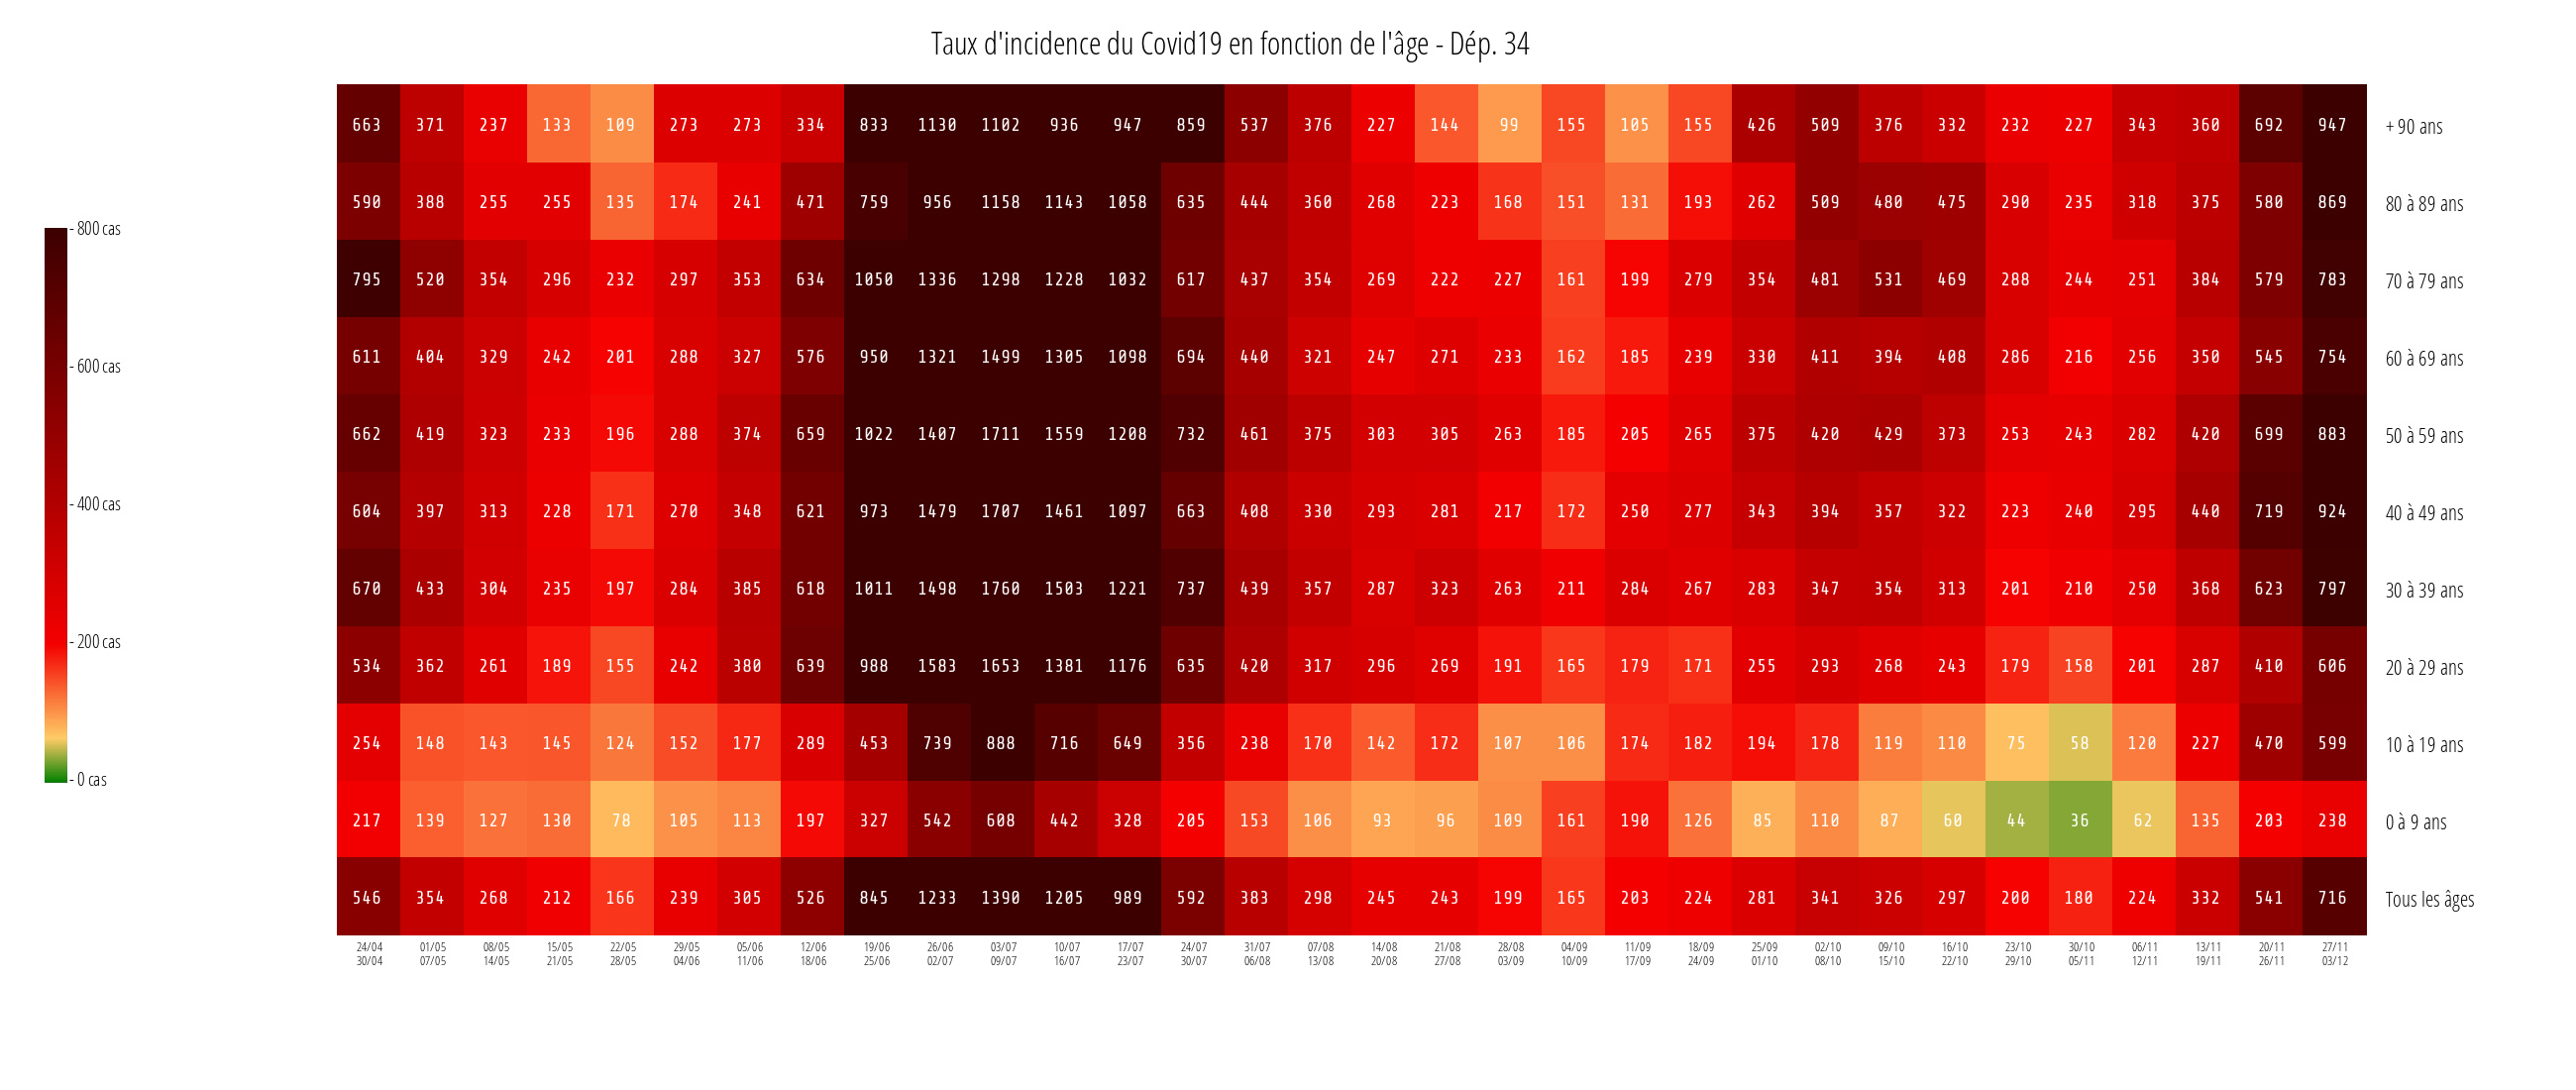 Taux d'incidence du Covid19 en fonction de l'âge - Dép. 34
- 800 cas
- 600 cas
- 400 cas
- 200 cas
- 0 cas
663 371 237 133 109 273 273 334 833 1130 1102 936 947 859 537 376 227 144 99 155 105 155 426 509 376 332 232 227 343 360 692 947 + 90 ans
590 388 255 255 135 174 241 471 759 956 1158 1143 1058 635 444 360 268 223 168 151 131 193 262 509 480 475 290 235 318 375 580 869 80 à 89 ans
795 520 354 296 232 297 353 634 1050 1336 1298 1228 1032 617 437 354 269 222 227 161 199 279 354 481 531 469 288 244 251 384 579 783 70 à 79 ans
611 404 329 242 201 288 327 576 950 1321 1499 1305 1098 694 440 321 247 271 233 162 185 239 330 411 394 408 286 216 256 350 545 754 60 à 69 ans
662 419 323 233 196 288 374 659 1022 1407 1711 1559 1208 732 461 375 303 305 263 185 205 265 375 420 429 373 253 243 282 420 699 883 50 à 59 ans
604 397 313 228 171 270 348 621 973 1479 1707 1461 1097 663 408 330 293 281 217 172 250 277 343 394 357 322 223 240 295 440 719 924 40 à 49 ans
670 433 304 235 197 284 385 618 1011 1498 1760 1503 1221 737 439 357 287 323 263 211 284 267 283 347 354 313 201 210 250 368 623 797 30 à 39 ans
534 362 261 189 155 242 380 639 988 1583 1653 1381 1176 635 420 317 296 269 191 165 179 171 255 293 268 243 179 158 201 287 410 606 20 à 29 ans
254 148 143 145 124 152 177 289 453 739 888 716 649 356 238 170 142 172 107 106 174 182 194 178 119 110 75 58 120 227 470 599 10 à 19 ans
217 139 127 130 78 105 113 197 327 542 608 442 328 205 153 106 93 96 109 161 190 126 85 110 87 60 44 36 62 135 203 238 0 à 9 ans
546 354 268 212 166 239 305 526 845 1233 1390 1205 989 592 383 298 245 243 199 165 203 224 281 341 326 297 200 180 224 332 541 716 Tous les âges
24/04 01/05 08/05 15/05 22/05 29/05 05/06 12/06 19/06 26/06 03/07 10/07 17/07 24/07 31/07 07/08 14/08 21/08 28/08 04/09 11/09 18/09 25/09 02/10 09/10 16/10 23/10 30/10 06/11 13/11 20/11 27/11
30/04 07/05 14/05 21/05 28/05 04/06 11/06 18/06 25/06 02/07 09/07 16/07 23/07 30/07 06/08 13/08 20/08 27/08 03/09 10/09 17/09 24/09 01/10 08/10 15/10 22/10 29/10 05/11 12/11 19/11 26/11 03/12